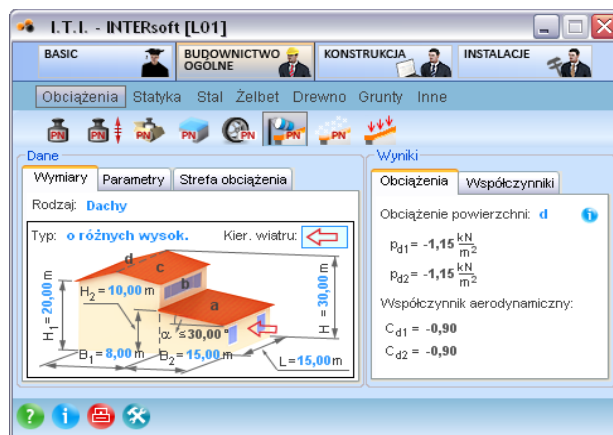 I.T.I. - INTERsoft [L01]
BASIC
BUDOWNICTWO OGÓLNE
KONSTRUKCJA
INSTALACJE
Obciążenia Statyka Stal Żelbet Drewno Grunty Inne
PN PN PN PN PN PN PN
Dane
Wymiary Parametry Strefa obciążenia
Rodzaj: Dachy
Typ: o różnych wysok. Kier. wiatru:
d
c
b
a
H1 = 20,00 m
H2 = 10,00 m
H = 30,00 m
α ≤ 30,00 °
B1 = 8,00 m
B2 = 15,00 m
L = 15,00 m
Wyniki
Obciążenia Współczynniki
Obciążenie powierzchni: d i
pd1 = -1,15 kN/m²
pd2 = -1,15 kN/m²
Współczynnik aerodynamiczny:
Cd1 = -0,90
Cd2 = -0,90
? i